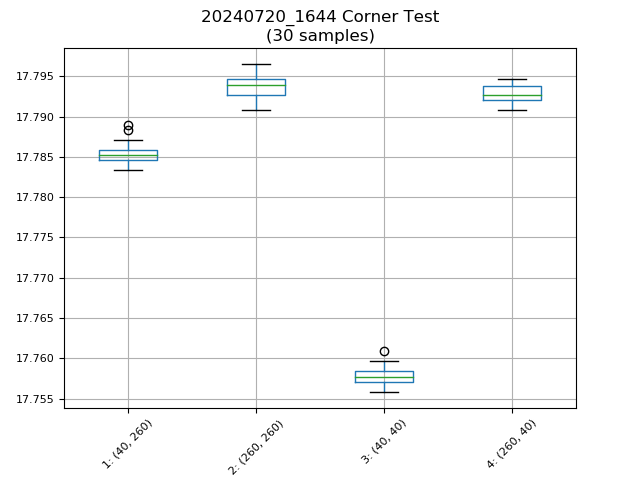 20240720_1644 Corner Test
(30 samples)
17.795
17.790
17.785
17.780
17.775
17.770
17.765
17.760
17.755
1: (40, 260)
2: (260, 260)
3: (40, 40)
4: (260, 40)